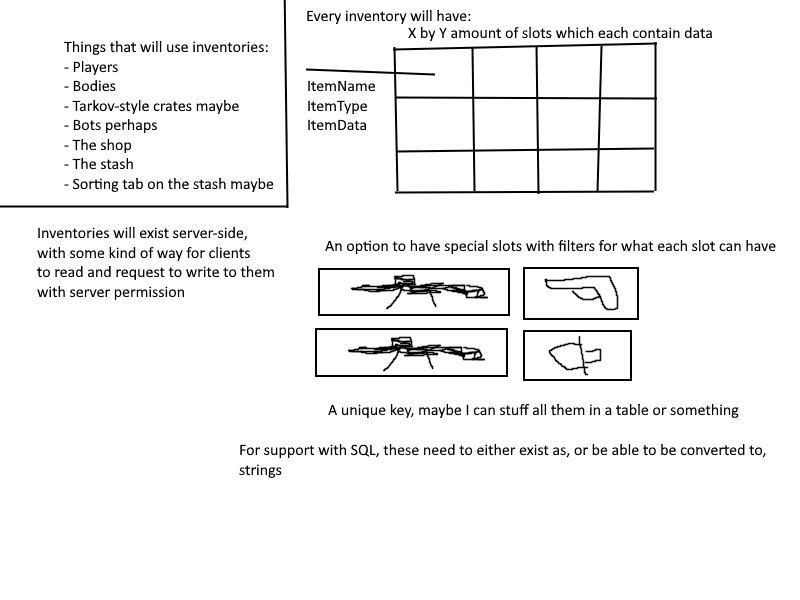 Things that will use inventories:
- Players
- Bodies
- Tarkov-style crates maybe
- Bots perhaps
- The shop
- The stash
- Sorting tab on the stash maybe
Every inventory will have:
X by Y amount of slots which each contain data
ItemName
ItemType
ItemData
Inventories will exist server-side,
with some kind of way for clients
to read and request to write to them
with server permission
An option to have special slots with filters for what each slot can have
A unique key, maybe I can stuff all them in a table or something
For support with SQL, these need to either exist as, or be able to be converted to,
strings